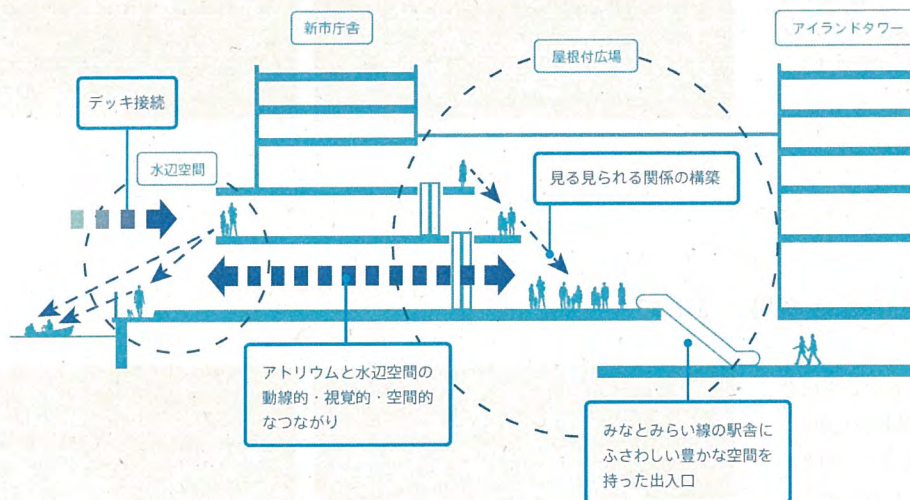 新市庁舎
アイランドタワー
屋根付広場
デッキ接続
水辺空間
見る見られる関係の構築
アトリウムと水辺空間の
動線的・視覚的・空間的
なつながり
みなとみらい線の駅舎に
ふさわしい豊かな空間を
持った出入口